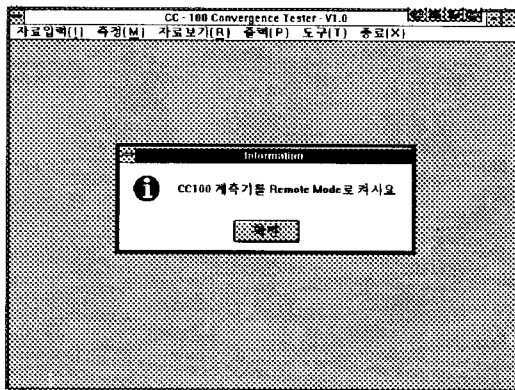 CC - 100 Convergence Tester - V1.0
자료입력(I) 측정(M) 자료보기(R) 출력(P) 도구(T) 종료(X)
Information
CC100 계측기를 Remote Mode로 켜시요
확인